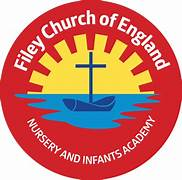 Filey Church of England
NURSERY AND INFANTS ACADEMY